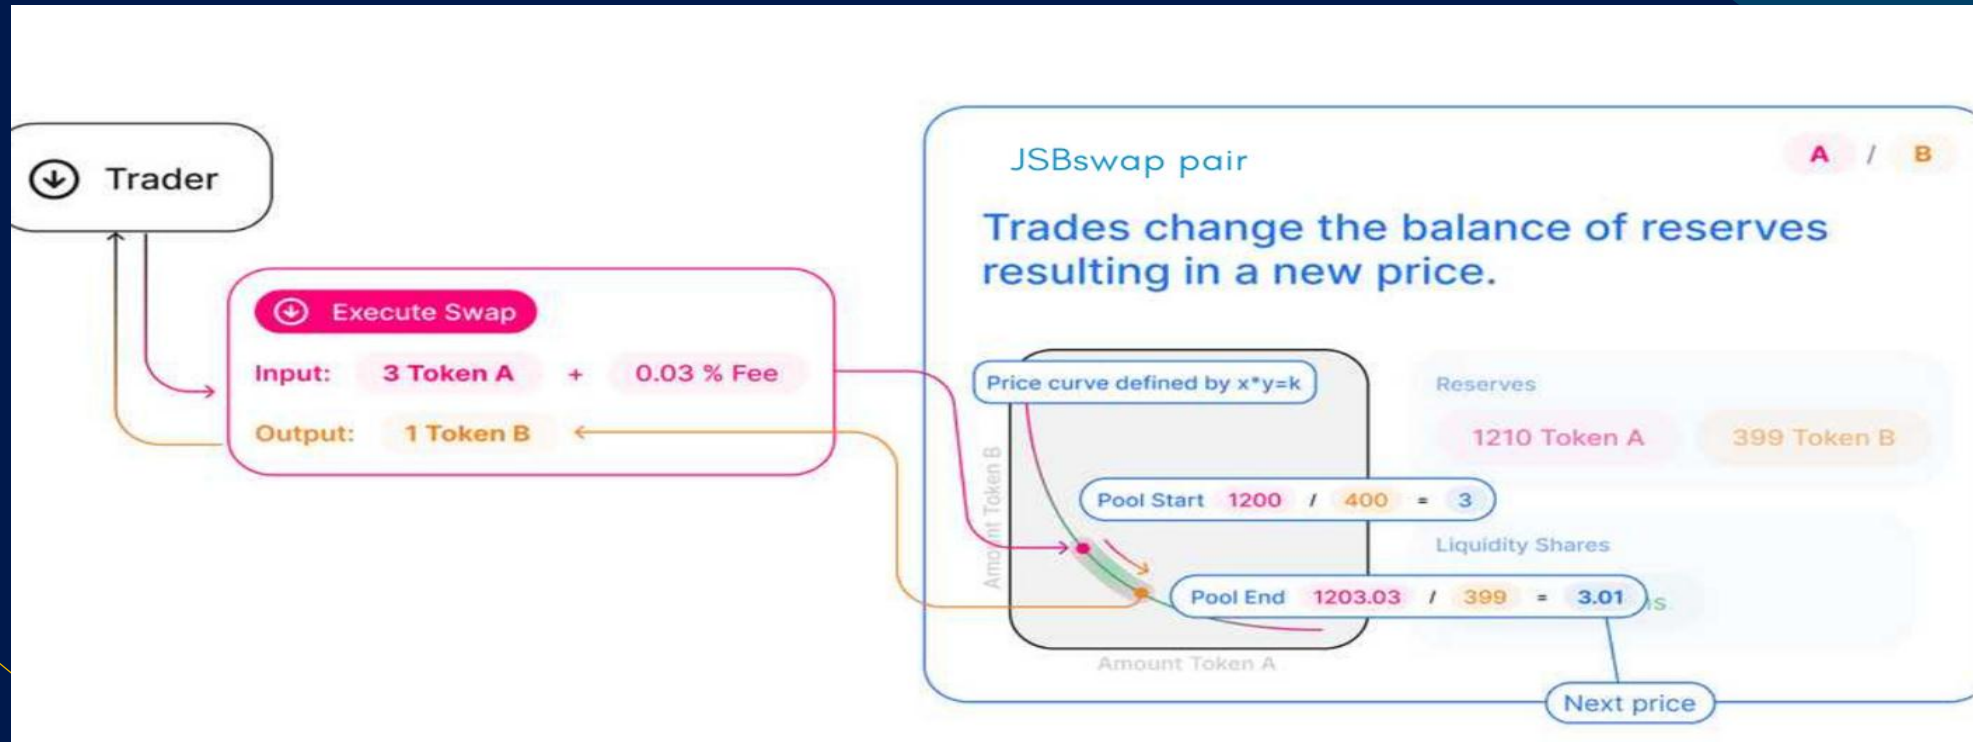 Trader
Execute Swap
Input: 3 Token A + 0.03 % Fee
Output: 1 Token B
JSBswap pair
A / B
Trades change the balance of reserves
resulting in a new price.
Price curve defined by x*y=k
Reserves
1210 Token A 399 Token B
Amount Token B
Pool Start 1200 / 400 = 3
Liquidity Shares
Pool End 1203.03 / 399 = 3.01
Amount Token A
Next price